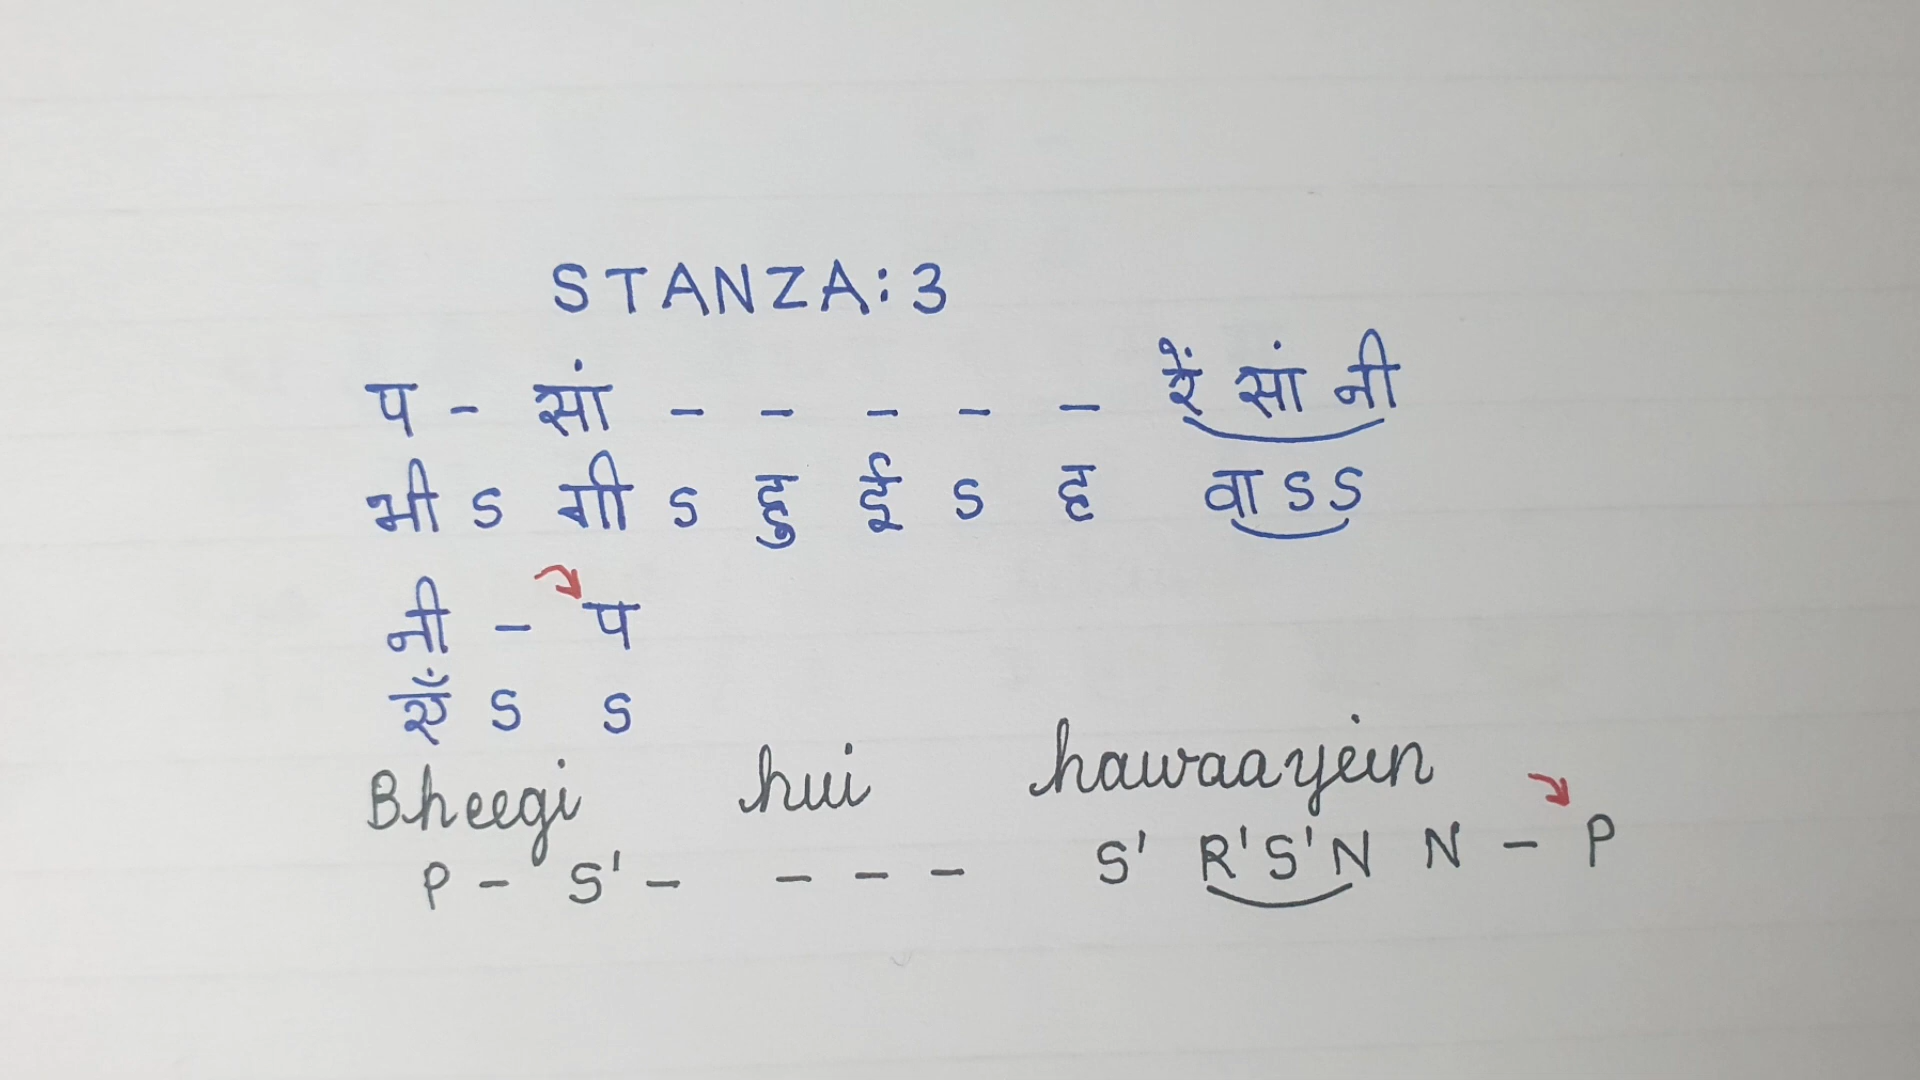 STANZA: 3
प - सां - - - - - रें सां नी
भी S गी S हु ई S ह वा S S
नी - प
एँ S S
Bheegi hui hawaayein
P - S' - - - - S' R'S'N N - P